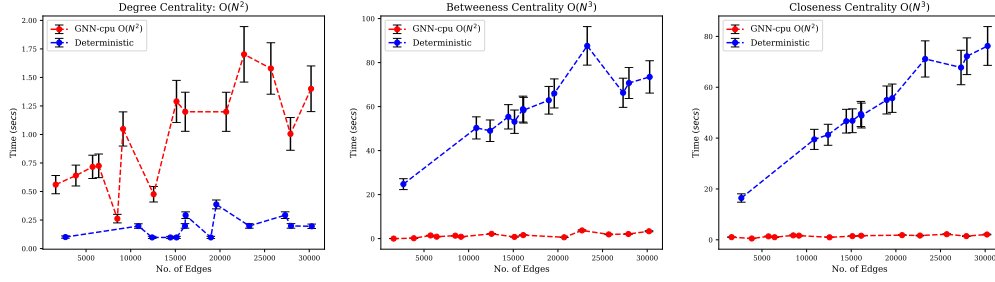 Degree Centrality: O(N²)
GNN-cpu O(N²)
Deterministic
Time (secs)
2.00
1.75
1.50
1.25
1.00
0.75
0.50
0.25
0.00
5000 10000 15000 20000 25000 30000
No. of Edges
Betweeness Centrality O(N³)
GNN-cpu O(N²)
Deterministic
Time (secs)
100
80
60
40
20
0
5000 10000 15000 20000 25000 30000
No. of Edges
Closeness Centrality O(N³)
GNN-cpu O(N²)
Deterministic
Time (secs)
80
60
40
20
0
5000 10000 15000 20000 25000 30000
No. of Edges